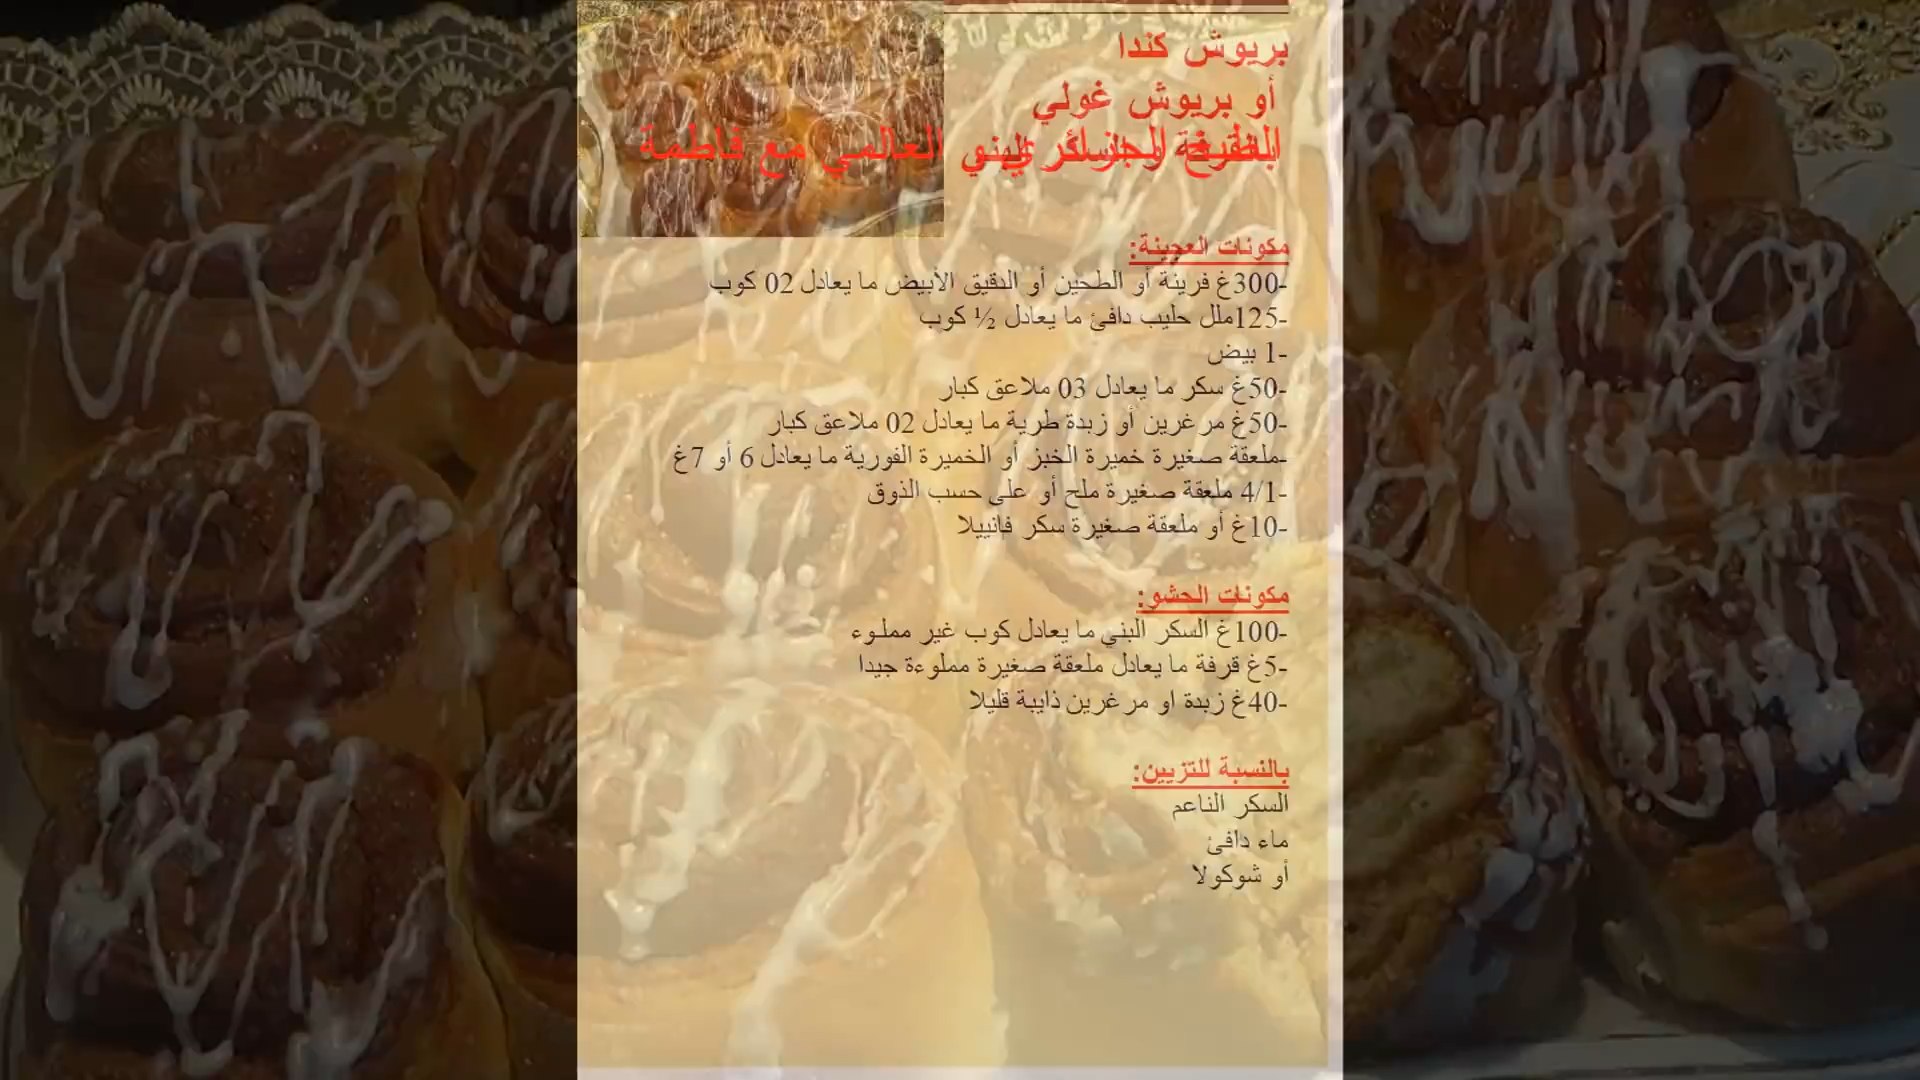 بريوش كندا
أو بريوش غولي
العالمي مع فاطمة
مكونات العجينة:
-300غ فرينة أو الطحين أو الدقيق الأبيض ما يعادل 02 كوب
-125ملل حليب دافئ ما يعادل ½ كوب
-1 بيض
-50غ سكر ما يعادل 03 ملاعق كبار
-50غ مرغرين أو زبدة طرية ما يعادل 02 ملاعق كبار
-ملعقة صغيرة خميرة الخبز أو الخميرة الفورية ما يعادل 6 أو 7غ
-4/1 ملعقة صغيرة ملح أو على حسب الذوق
-10غ أو ملعقة صغيرة سكر فانييلا
مكونات الحشو:
-100غ السكر البني ما يعادل كوب غير مملوء
-5غ قرفة ما يعادل ملعقة صغيرة مملوءة جيدا
-40غ زبدة او مرغرين ذايبة قليلا
بالنسبة للتزيين:
السكر الناعم
ماء دافئ
أو شوكولا